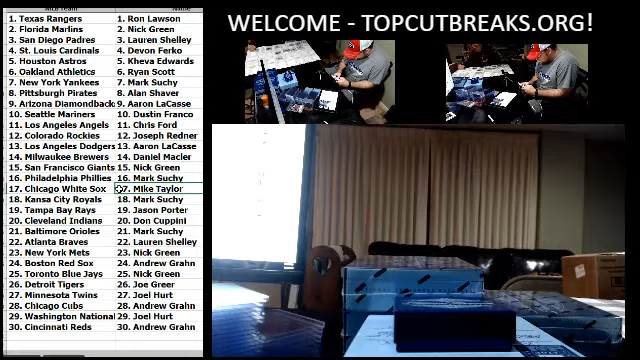 WELCOME - TOPCUTBREAKS.ORG!
MLB Team Name
1. Texas Rangers 1. Ron Lawson
2. Florida Marlins 2. Nick Green
3. San Diego Padres 3. Lauren Shelley
4. St. Louis Cardinals 4. Devon Ferko
5. Houston Astros 5. Kheva Edwards
6. Oakland Athletics 6. Ryan Scott
7. New York Yankees 7. Mark Suchy
8. Pittsburgh Pirates 8. Alan Shaver
9. Arizona Diamondback 9. Aaron LaCasse
10. Seattle Mariners 10. Dustin Franco
11. Los Angeles Angels 11. Chris Ford
12. Colorado Rockies 12. Joseph Redner
13. Los Angeles Dodgers 13. Aaron LaCasse
14. Milwaukee Brewers 14. Daniel Macier
15. San Francisco Giants 15. Nick Green
16. Philadelphia Phillies 16. Mark Suchy
17. Chicago White Sox 17. Mike Taylor
18. Kansa City Royals 18. Mark Suchy
19. Tampa Bay Rays 19. Jason Porter
20. Cleveland Indians 20. Don Cuppini
21. Baltimore Orioles 21. Mark Suchy
22. Atlanta Braves 22. Lauren Shelley
23. New York Mets 23. Nick Green
24. Boston Red Sox 24. Andrew Grahn
25. Toronto Blue Jays 25. Nick Green
26. Detroit Tigers 26. Joe Greer
27. Minnesota Twins 27. Joel Hurt
28. Chicago Cubs 28. Andrew Grahn
29. Washington National 29. Joel Hurt
30. Cincinnati Reds 30. Andrew Grahn